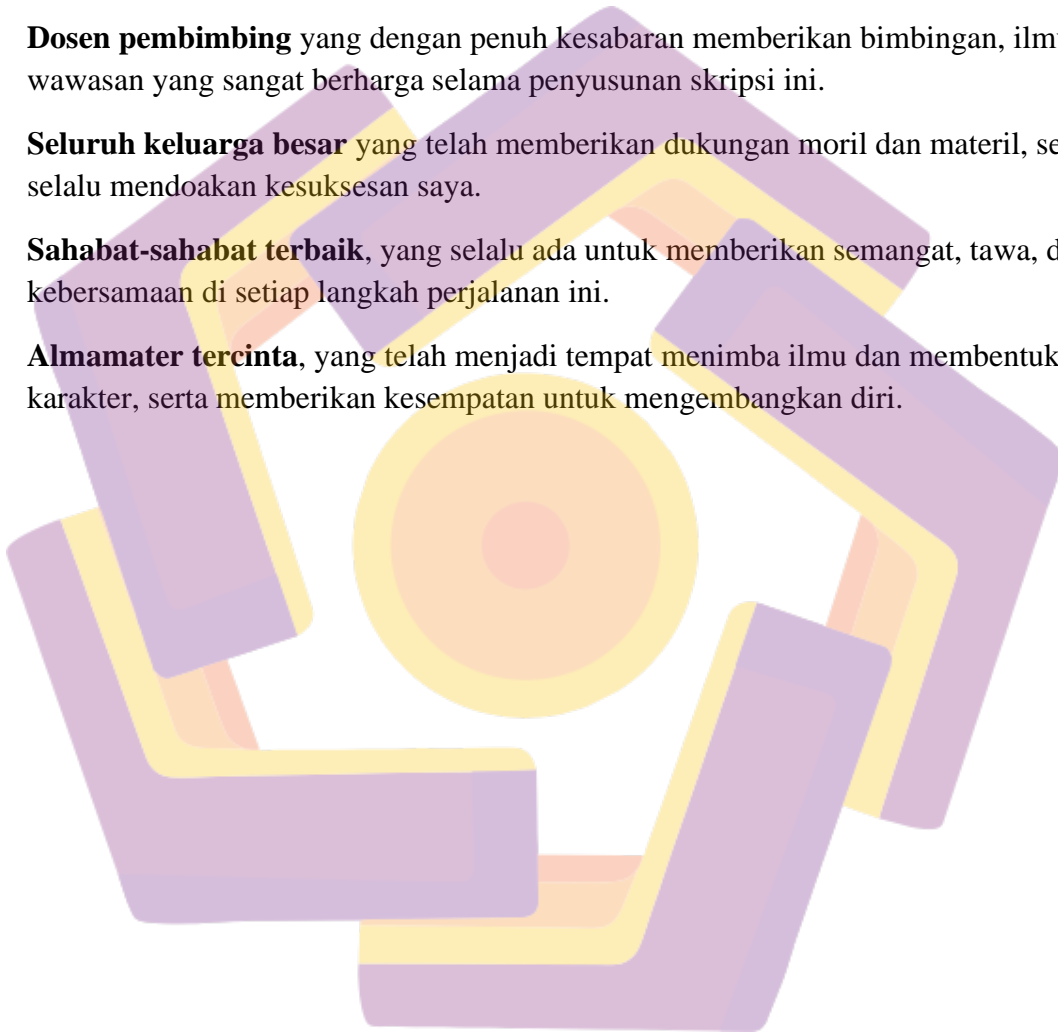 Dosen pembimbing yang dengan penuh kesabaran memberikan bimbingan, ilmu
wawasan yang sangat berharga selama penyusunan skripsi ini.
Seluruh keluarga besar yang telah memberikan dukungan moril dan materil, se
selalu mendoakan kesuksesan saya.
Sahabat-sahabat terbaik, yang selalu ada untuk memberikan semangat, tawa, d
kebersamaan di setiap langkah perjalanan ini.
Almamater tercinta, yang telah menjadi tempat menimba ilmu dan membentuk
karakter, serta memberikan kesempatan untuk mengembangkan diri.